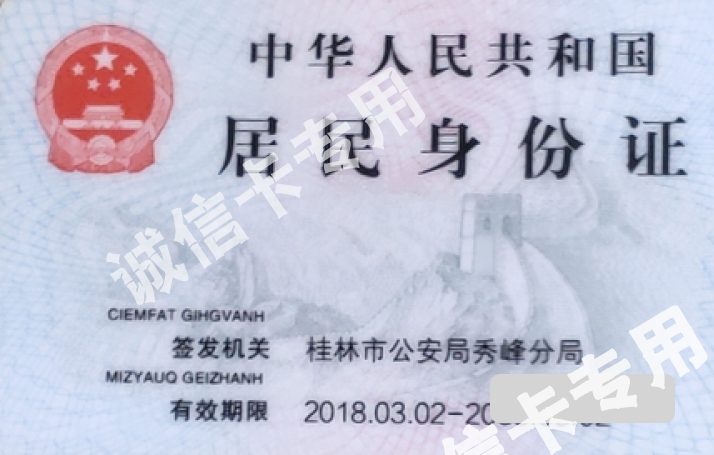 中华人民共和国
居民身份证
诚信卡专用
CIEMFAT GIHGVANH
签发机关 桂林市公安局秀峰分局
MIZYAUQ GEIZHANH
有效期限 2018.03.02-20
信卡专用